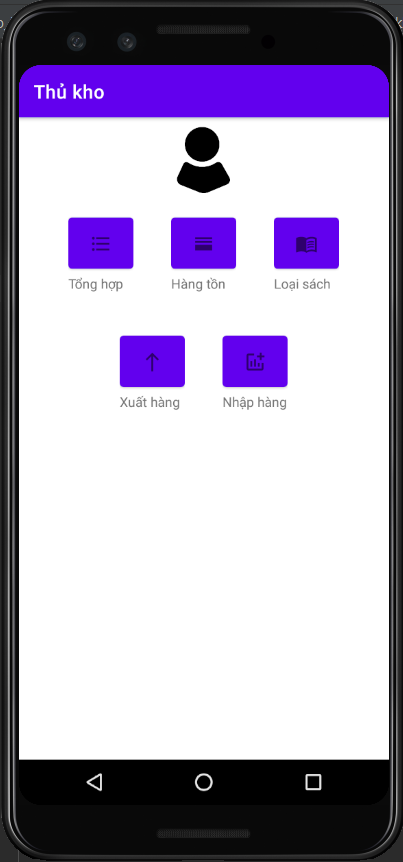 Thủ kho
Tổng hợp
Hàng tồn
Loại sách
Xuất hàng
Nhập hàng